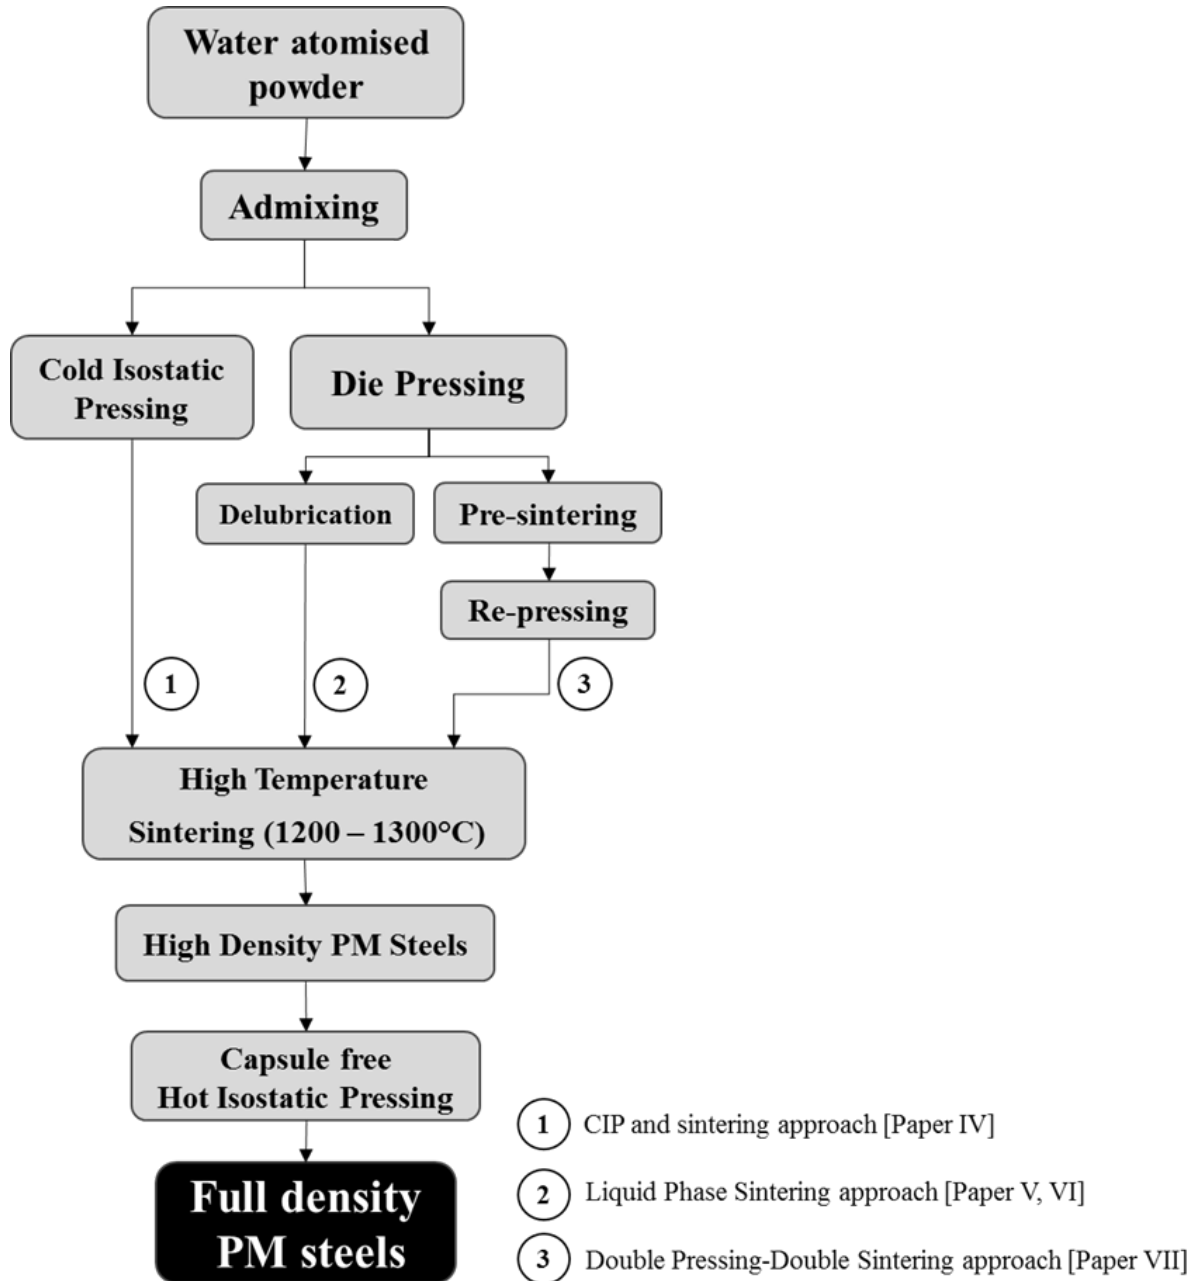 Water atomised
powder
Admixing
Cold Isostatic
Pressing
Die Pressing
Delubrication
Pre-sintering
Re-pressing
1
2
3
High Temperature
Sintering (1200 – 1300°C)
High Density PM Steels
Capsule free
Hot Isostatic Pressing
Full density
PM steels
1 CIP and sintering approach [Paper IV]
2 Liquid Phase Sintering approach [Paper V, VI]
3 Double Pressing-Double Sintering approach [Paper VII]